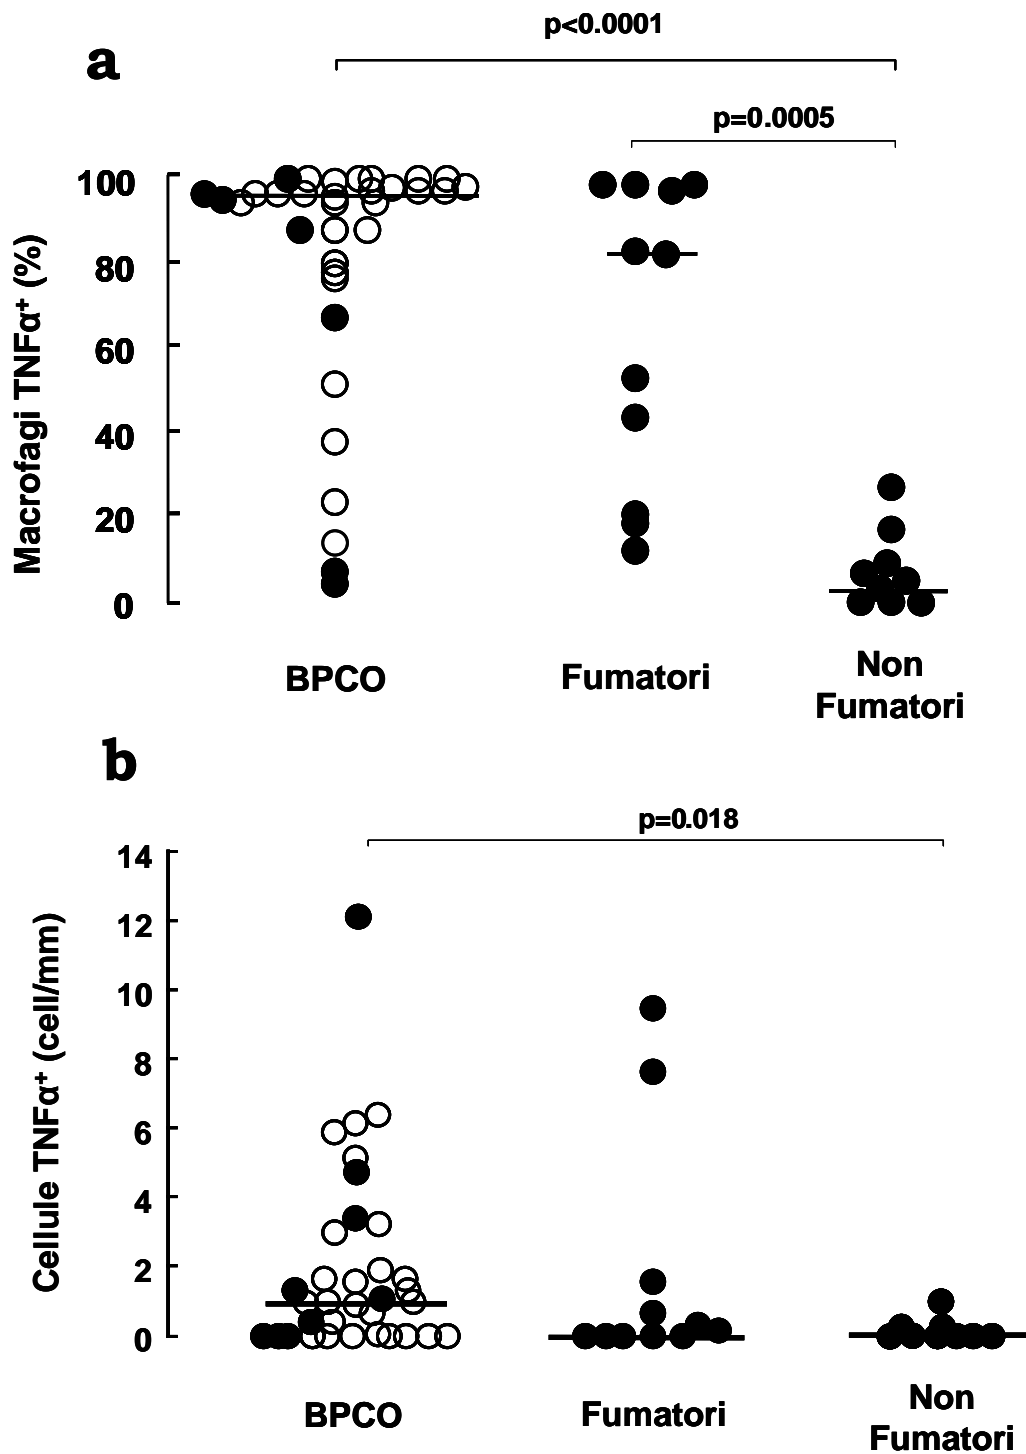 p<0.0001
a
p=0.0005
Macrofagi TNFα⁺ (%)
100
80
60
40
20
0
BPCO
Fumatori
Non
Fumatori
b
p=0.018
Cellule TNFα⁺ (cell/mm)
14
12
10
8
6
4
2
0
BPCO
Fumatori
Non
Fumatori